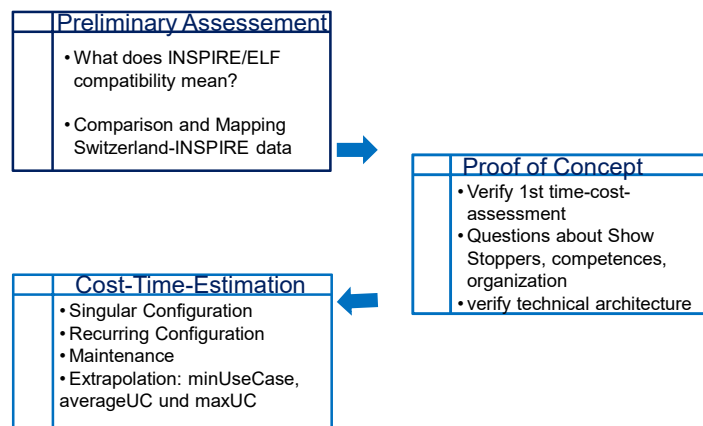 Preliminary Assessement
• What does INSPIRE/ELF
compatibility mean?
• Comparison and Mapping
Switzerland-INSPIRE data
Proof of Concept
• Verify 1st time-cost-
assessment
• Questions about Show
Stoppers, competences,
organization
• verify technical architecture
Cost-Time-Estimation
• Singular Configuration
• Recurring Configuration
• Maintenance
• Extrapolation: minUseCase,
averageUC und maxUC